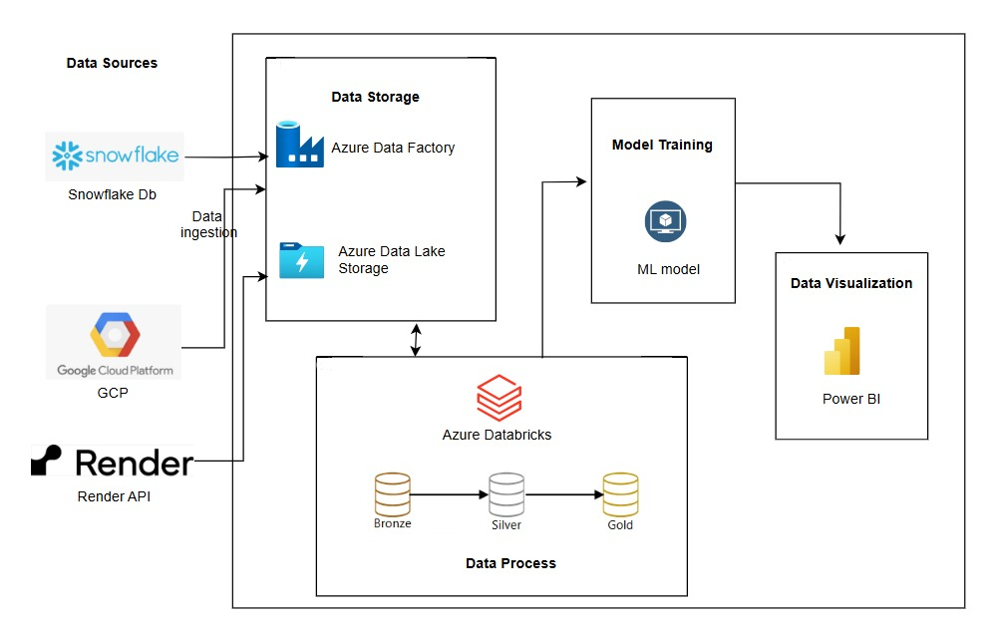 Data Sources
snowflake
Snowflake Db
Data
ingestion
Google Cloud Platform
GCP
Render
Render API
Data Storage
Azure Data Factory
Azure Data Lake
Storage
Azure Databricks
Bronze
Silver
Gold
Data Process
Model Training
ML model
Data Visualization
Power BI